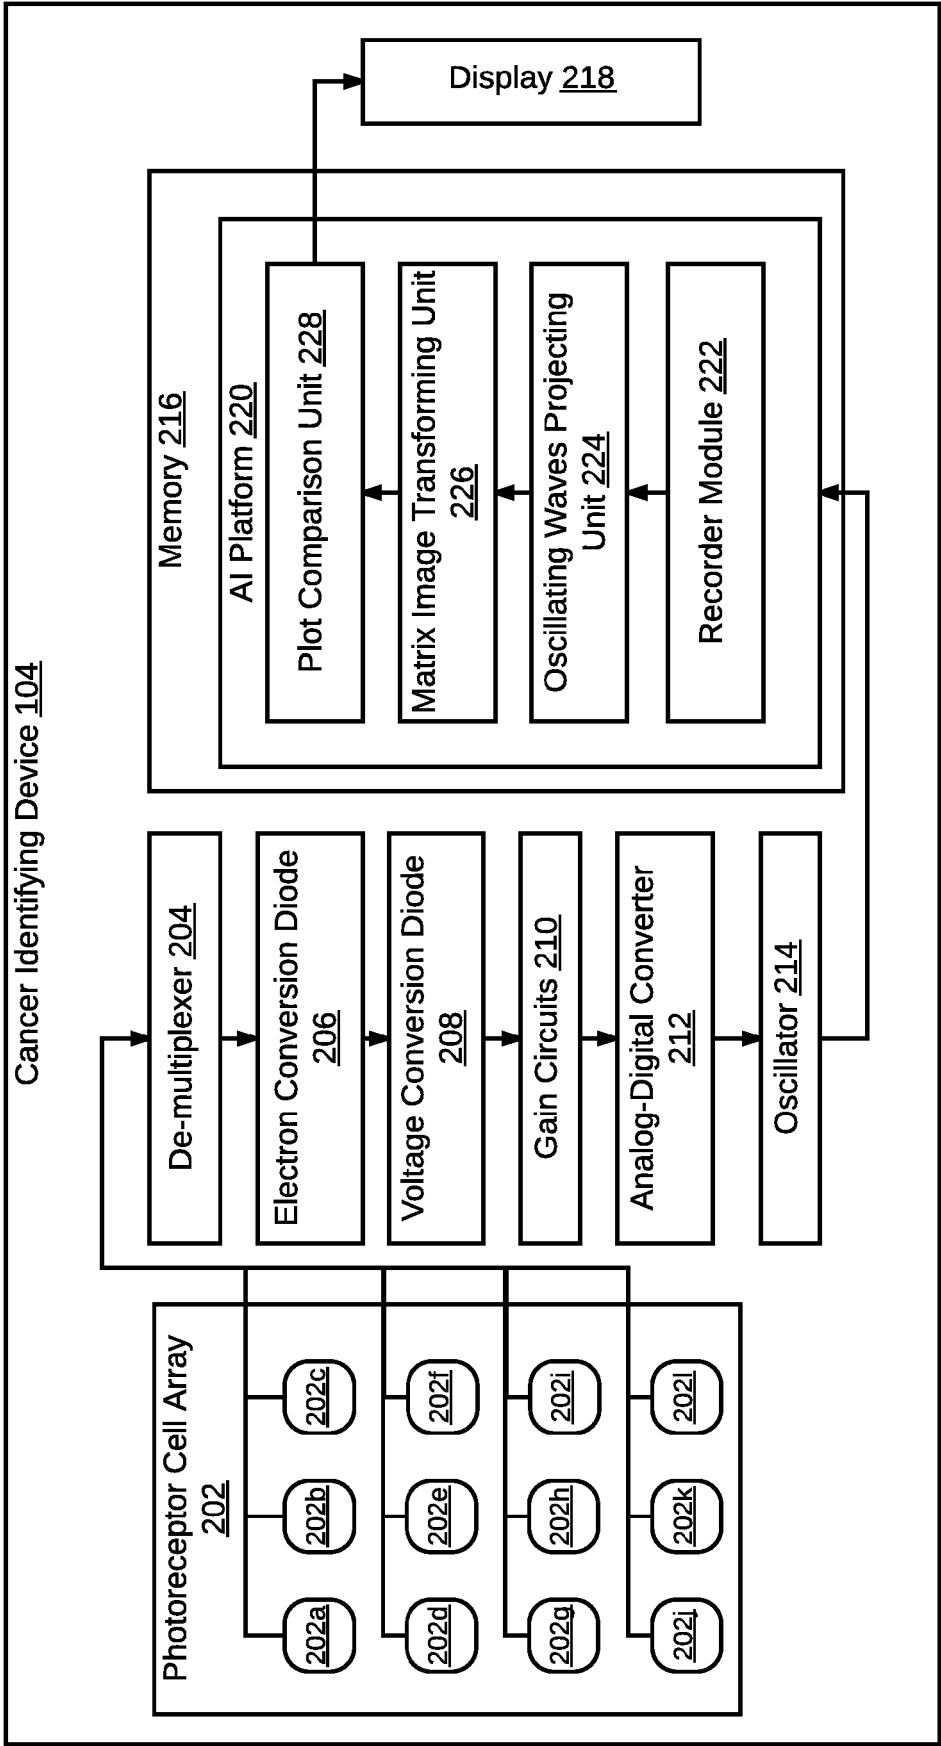 Cancer Identifying Device 104
Photoreceptor Cell Array
202
202a
202b
202c
202d
202e
202f
202g
202h
202i
202j
202k
202l
De-multiplexer 204
Electron Conversion Diode
206
Voltage Conversion Diode
208
Gain Circuits 210
Analog-Digital Converter
212
Oscillator 214
Memory 216
AI Platform 220
Plot Comparison Unit 228
Matrix Image Transforming Unit
226
Oscillating Waves Projecting
Unit 224
Recorder Module 222
Display 218